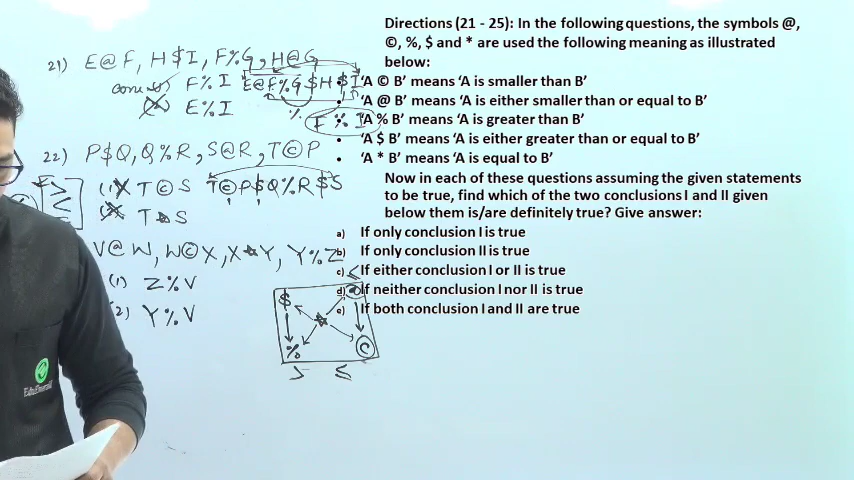 Directions (21 - 25): In the following questions, the symbols @,
©, %, $ and * are used the following meaning as illustrated
below:
• 'A © B' means 'A is smaller than B'
• 'A @ B' means 'A is either smaller than or equal to B'
• 'A % B' means 'A is greater than B'
• 'A $ B' means 'A is either greater than or equal to B'
• 'A * B' means 'A is equal to B'
Now in each of these questions assuming the given statements
to be true, find which of the two conclusions I and II given
below them is/are definitely true? Give answer:
a) If only conclusion I is true
b) If only conclusion II is true
c) If either conclusion I or II is true
d) If neither conclusion I nor II is true
e) If both conclusion I and II are true
21) E@F, H$I, F%G, H@G
F%I E@F%G$H$I
E%I
%
F%I
22) P$Q, Q%R, S@R, T©P
(1) T©S T©P$Q%R$S
T*S
V@W, W©X, X*Y, Y%Z
(1) Z%V
(2) Y%V
>
≤
≤
$
*
%
©
> ≤